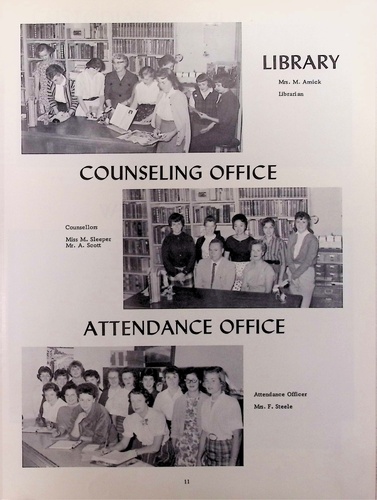 LIBRARY
Mrs. M. Amick
Librarian
COUNSELING OFFICE
Counsellors
Miss M. Sleeper
Mr. A. Scott
ATTENDANCE OFFICE
Attendance Officer
Mrs. F. Steele
11